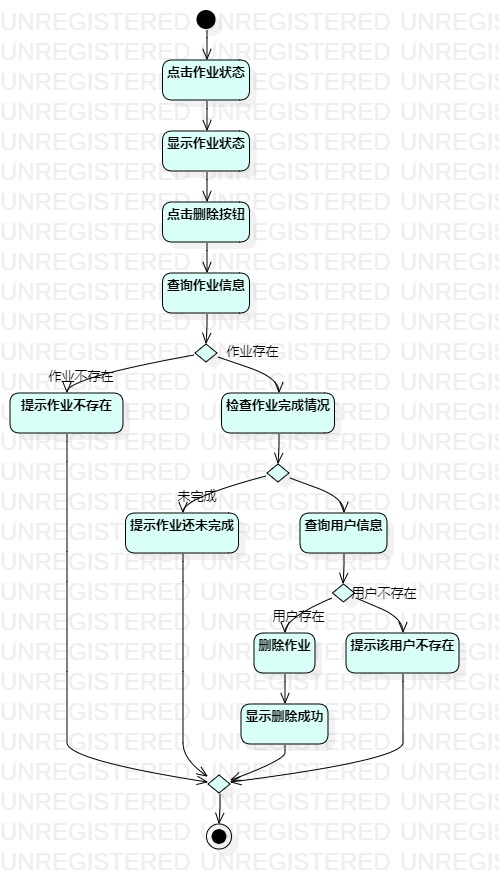 点击作业状态
显示作业状态
点击删除按钮
查询作业信息
作业存在
作业不存在
提示作业不存在
检查作业完成情况
未完成
提示作业还未完成
查询用户信息
用户不存在
用户存在
删除作业
提示该用户不存在
显示删除成功
UNREGISTERED